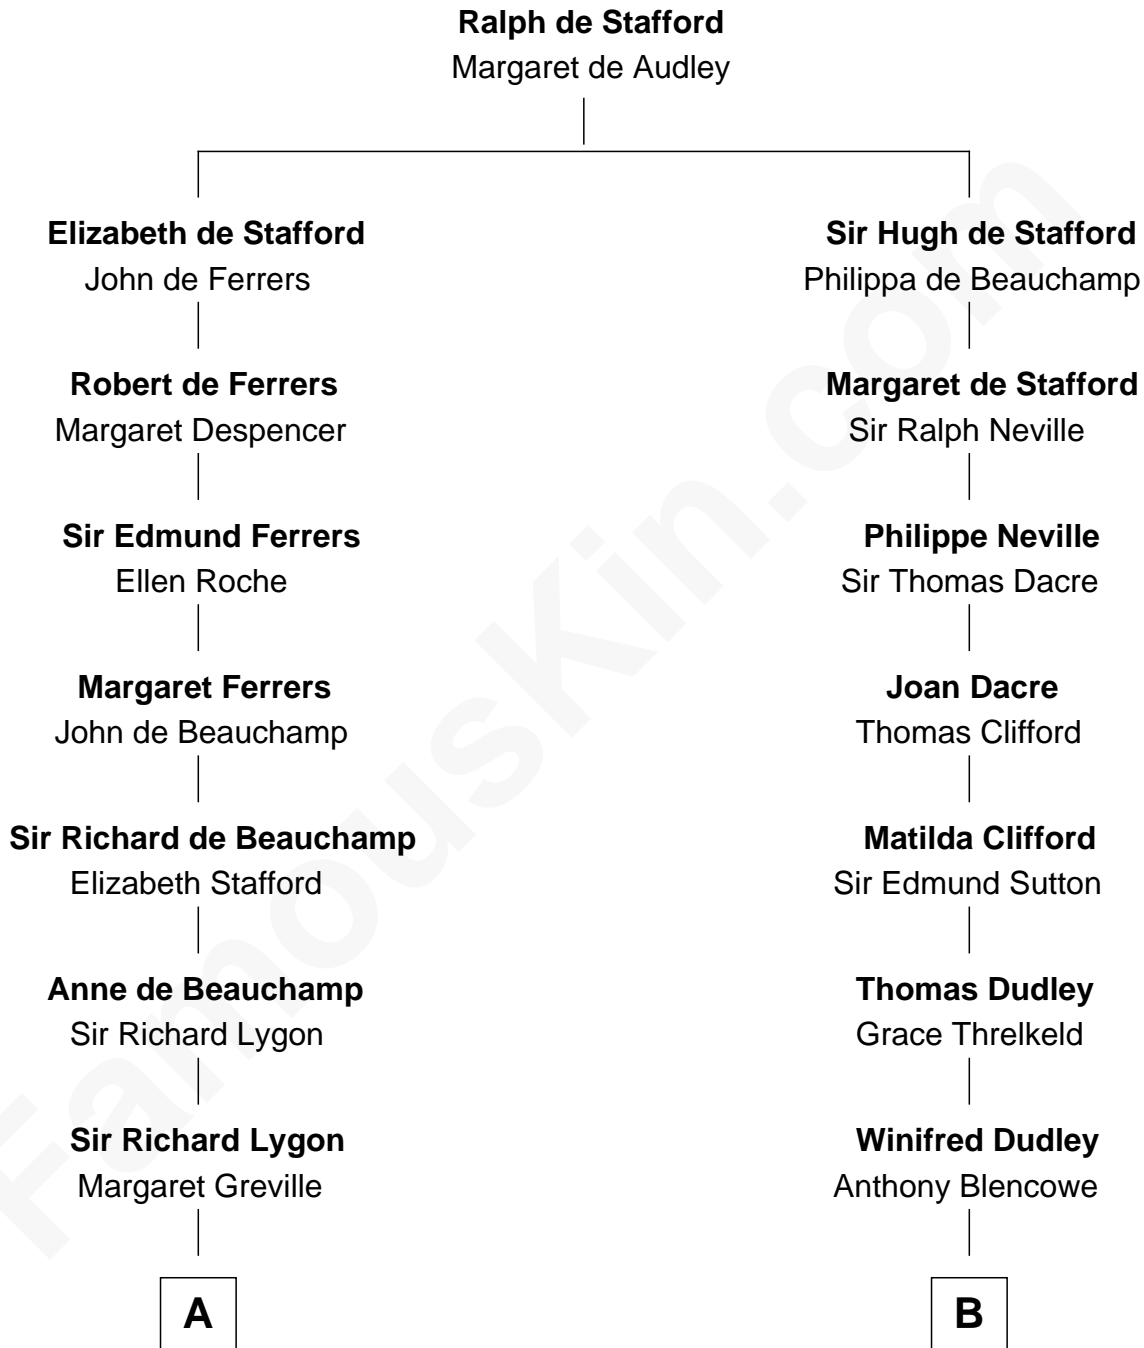 Ralph de Stafford
Margaret de Audley
Elizabeth de Stafford
John de Ferrers
Robert de Ferrers
Margaret Despencer
Sir Edmund Ferrers
Ellen Roche
Margaret Ferrers
John de Beauchamp
Sir Richard de Beauchamp
Elizabeth Stafford
Anne de Beauchamp
Sir Richard Lygon
Sir Richard Lygon
Margaret Greville
A
Sir Hugh de Stafford
Philippa de Beauchamp
Margaret de Stafford
Sir Ralph Neville
Philippe Neville
Sir Thomas Dacre
Joan Dacre
Thomas Clifford
Matilda Clifford
Sir Edmund Sutton
Thomas Dudley
Grace Threlkeld
Winifred Dudley
Anthony Blencowe
B
FamousKin.com